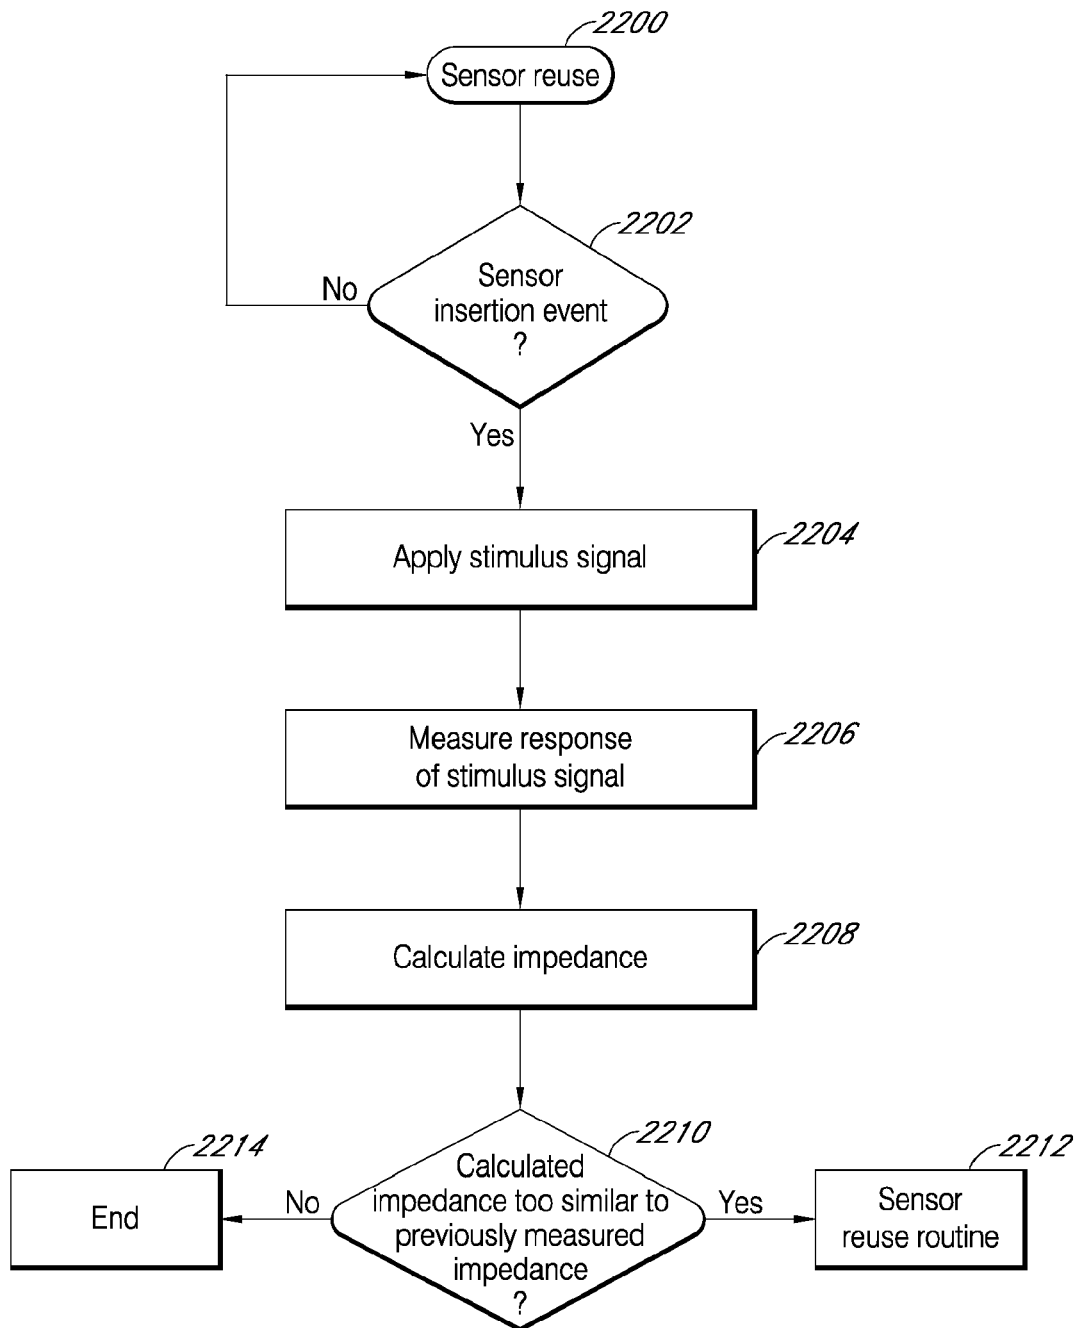 2200
Sensor reuse
2202
Sensor
insertion event
?
No
Yes
2204
Apply stimulus signal
2206
Measure response
of stimulus signal
2208
Calculate impedance
2210
Calculated
impedance too similar to
previously measured
impedance
?
No
2214
End
Yes
2212
Sensor
reuse routine